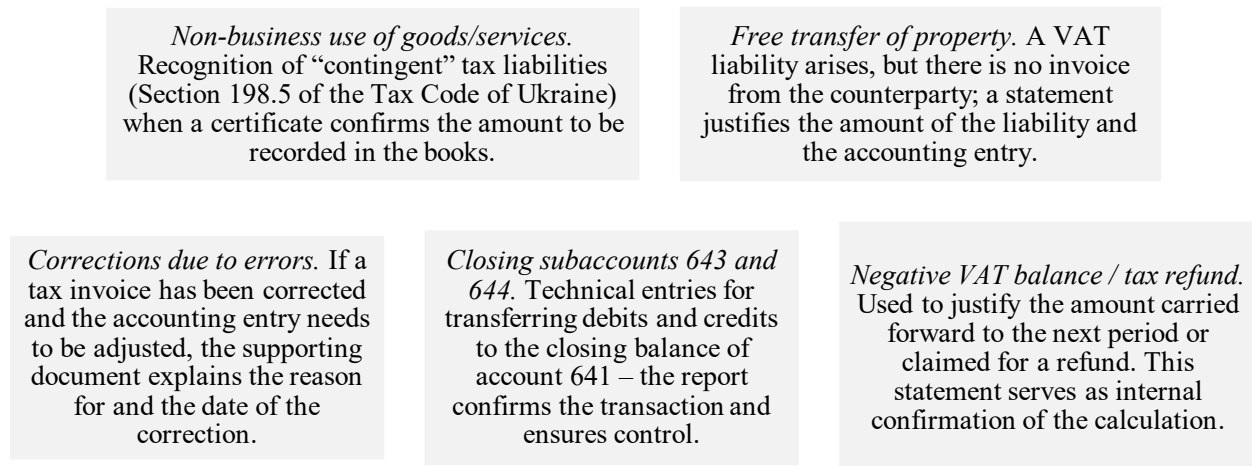 Non-business use of goods/services.
Recognition of “contingent” tax liabilities
(Section 198.5 of the Tax Code of Ukraine)
when a certificate confirms the amount to be
recorded in the books.
Free transfer of property. A VAT
liability arises, but there is no invoice
from the counterparty; a statement
justifies the amount of the liability and
the accounting entry.
Corrections due to errors. If a
tax invoice has been corrected
and the accounting entry needs
to be adjusted, the supporting
document explains the reason
for and the date of the
correction.
Closing subaccounts 643 and
644. Technical entries for
transferring debits and credits
to the closing balance of
account 641 – the report
confirms the transaction and
ensures control.
Negative VAT balance / tax refund.
Used to justify the amount carried
forward to the next period or
claimed for a refund. This
statement serves as internal
confirmation of the calculation.